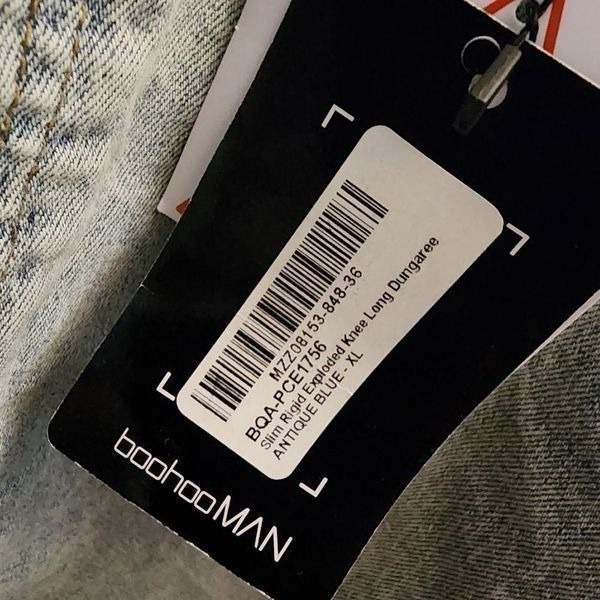 MZZ08153-848-36
BQA-PCE1756
Slim Rigid Exploded Knee Long Dungaree
ANTIQUE BLUE - XL
boohooMAN